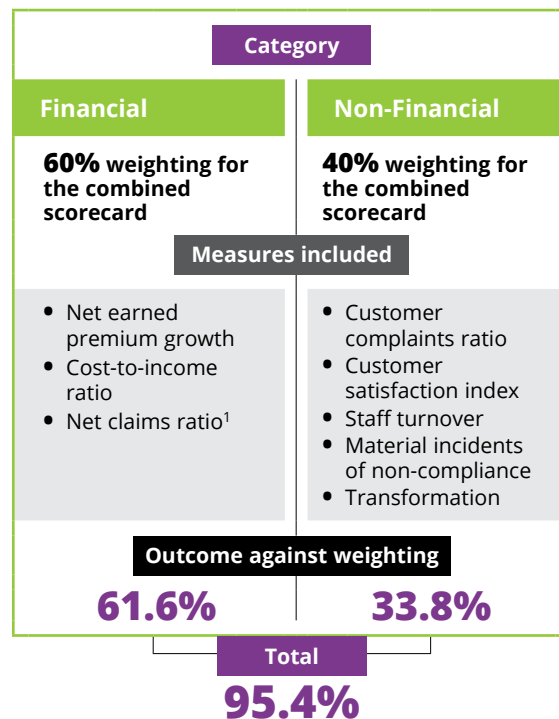 Category
Financial
60% weighting for
the combined
scorecard
Non-Financial
40% weighting for
the combined
scorecard
Measures included
• Net earned
premium growth
• Cost-to-income
ratio
• Net claims ratio¹
• Customer
complaints ratio
• Customer
satisfaction index
• Staff turnover
• Material incidents
of non-compliance
• Transformation
Outcome against weighting
61.6%
33.8%
Total
95.4%